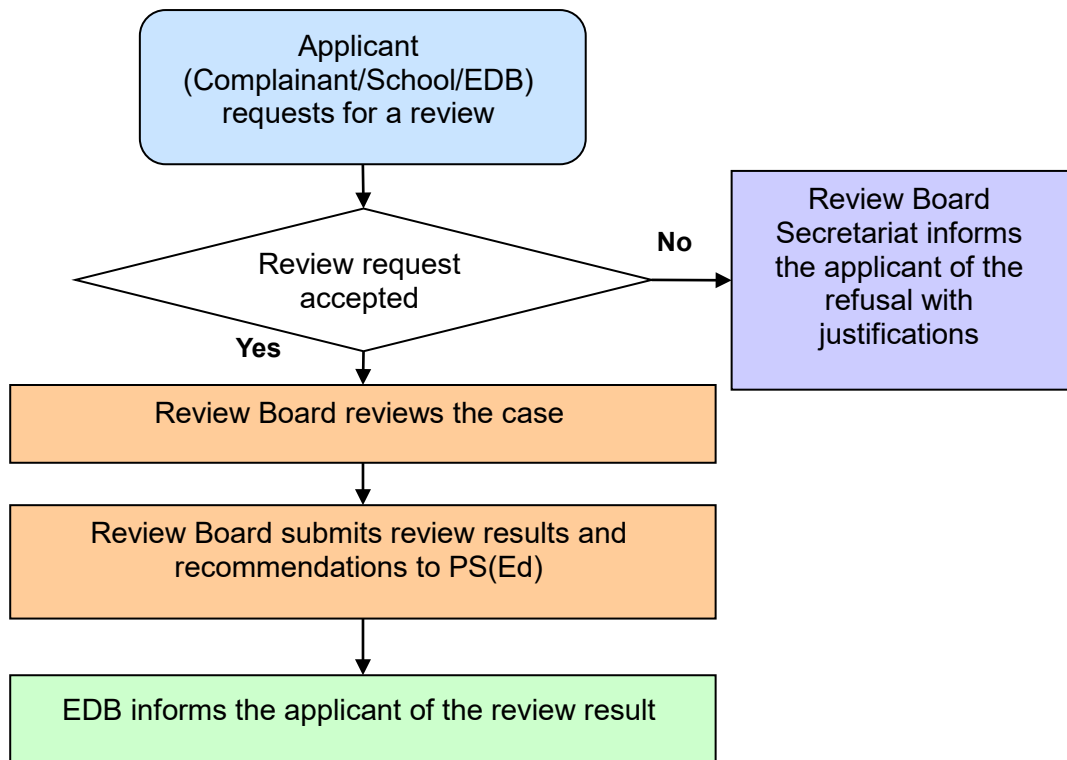 Applicant
(Complainant/School/EDB)
requests for a review
Review request
accepted
No
Review Board
Secretariat informs
the applicant of the
refusal with
justifications
Yes
Review Board reviews the case
Review Board submits review results and
recommendations to PS(Ed)
EDB informs the applicant of the review result